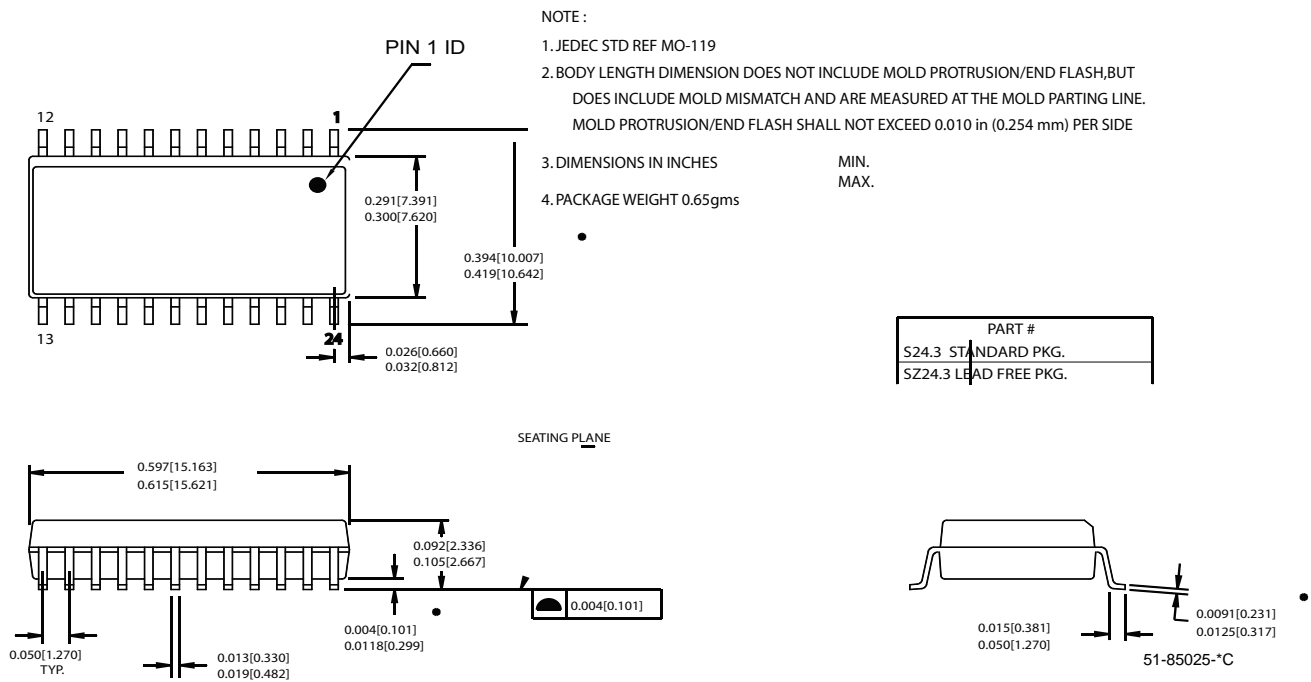 NOTE :
PIN 1 ID
1. JEDEC STD REF MO-119
2. BODY LENGTH DIMENSION DOES NOT INCLUDE MOLD PROTRUSION/END FLASH,BUT
DOES INCLUDE MOLD MISMATCH AND ARE MEASURED AT THE MOLD PARTING LINE.
MOLD PROTRUSION/END FLASH SHALL NOT EXCEED 0.010 in (0.254 mm) PER SIDE
3. DIMENSIONS IN INCHES
MIN.
MAX.
4. PACKAGE WEIGHT 0.65gms
12
1
0.291[7.391]
0.300[7.620]
0.394[10.007]
0.419[10.642]
13
24
0.026[0.660]
0.032[0.812]
PART #
S24.3 STANDARD PKG.
SZ24.3 LEAD FREE PKG.
SEATING PLANE
0.597[15.163]
0.615[15.621]
0.092[2.336]
0.105[2.667]
0.004[0.101]
0.004[0.101]
0.0118[0.299]
0.050[1.270]
TYP.
0.013[0.330]
0.019[0.482]
0.015[0.381]
0.050[1.270]
0.0091[0.231]
0.0125[0.317]
51-85025-*C